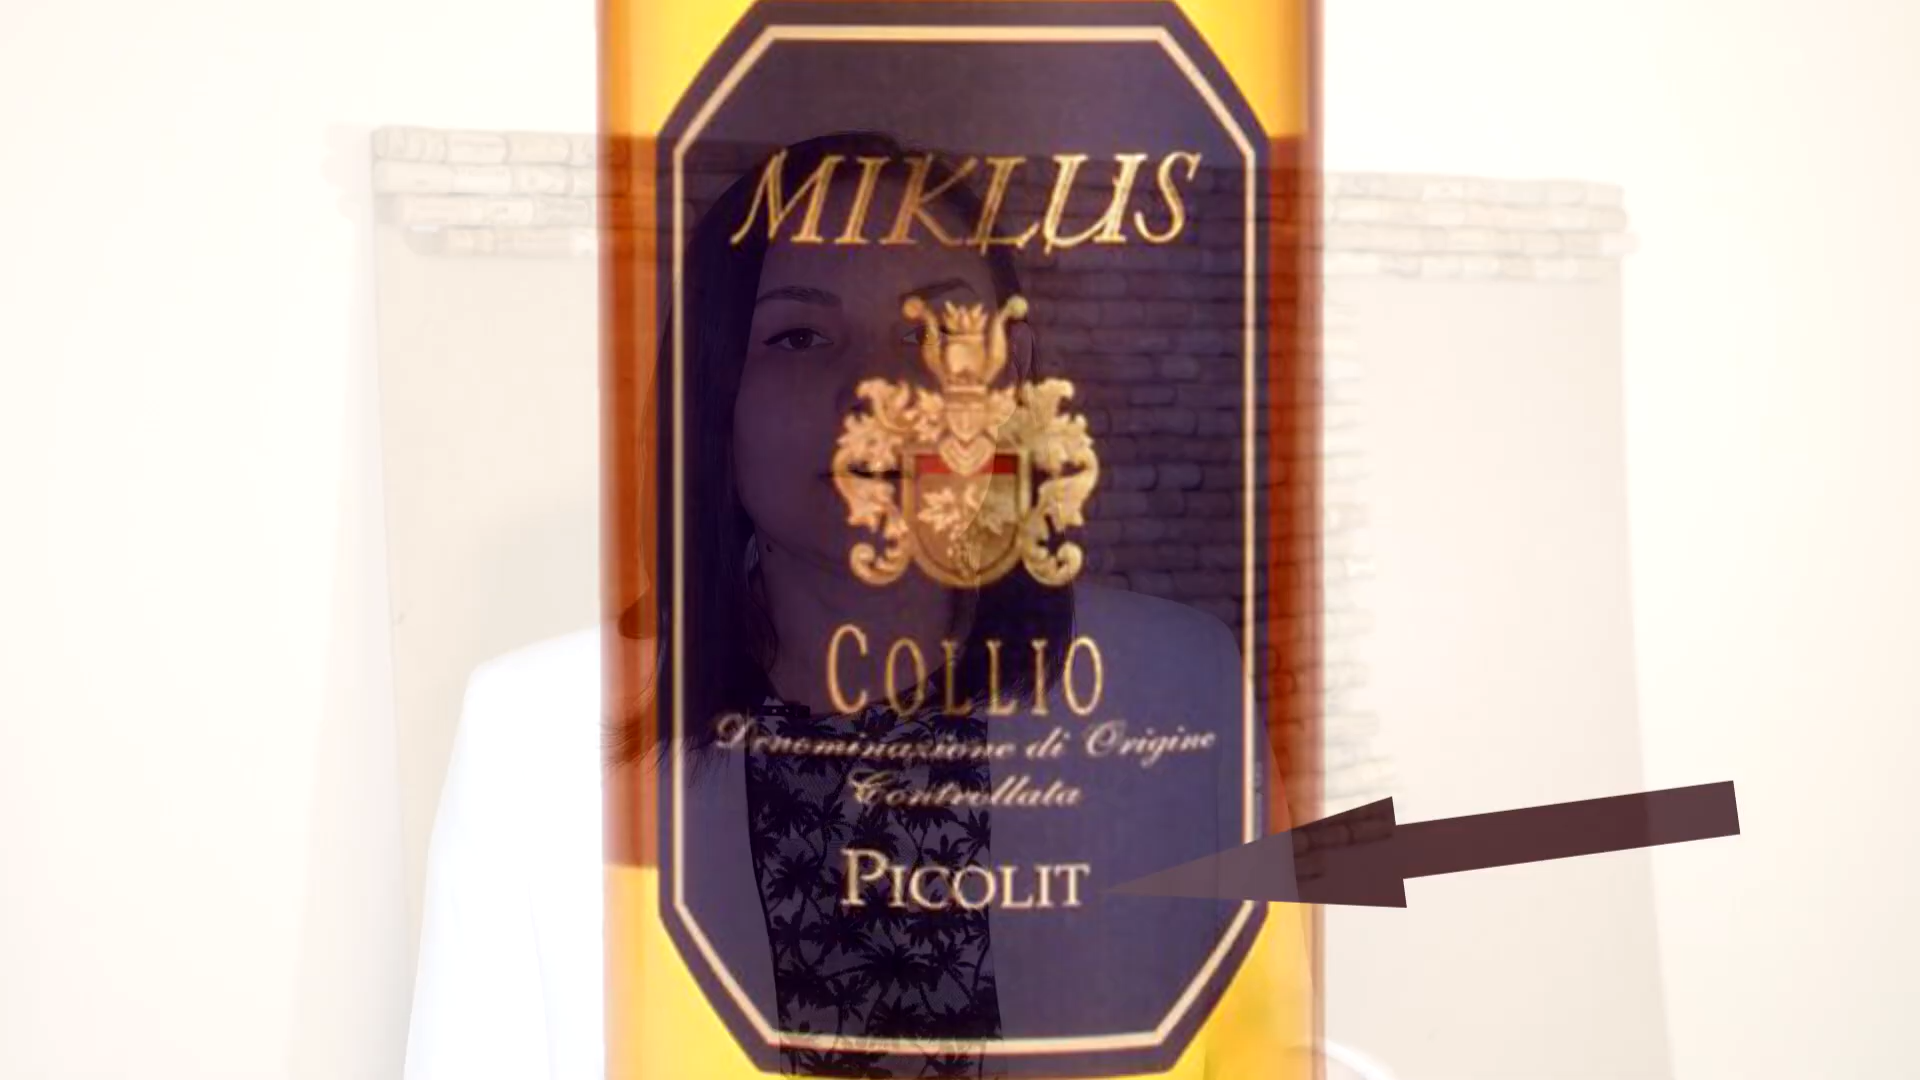 MIKLUS
COLLIO
Denominazione di Origine
Controllata
PICOLIT